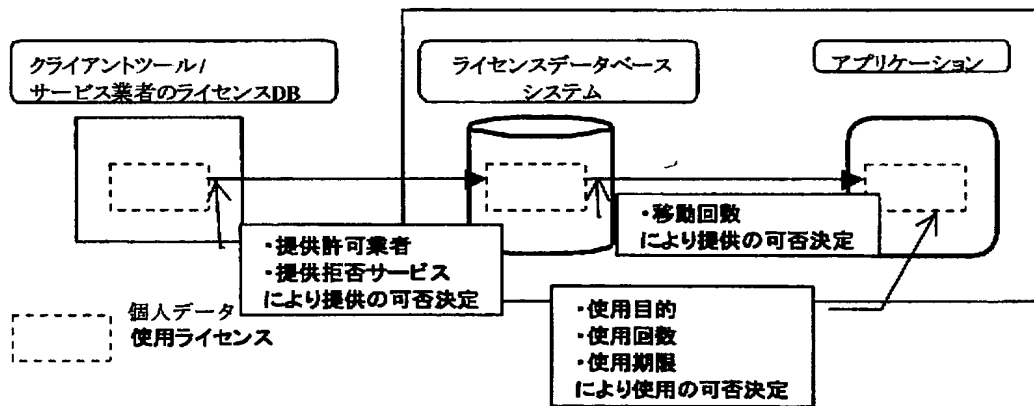 クライアントツール/
サービス業者のライセンスDB
ライセンスデータベース
システム
アプリケーション
・提供許可業者
・提供拒否サービス
により提供の可否決定
・移動回数
により提供の可否決定
・使用目的
・使用回数
・使用期限
により使用の可否決定
個人データ
使用ライセンス